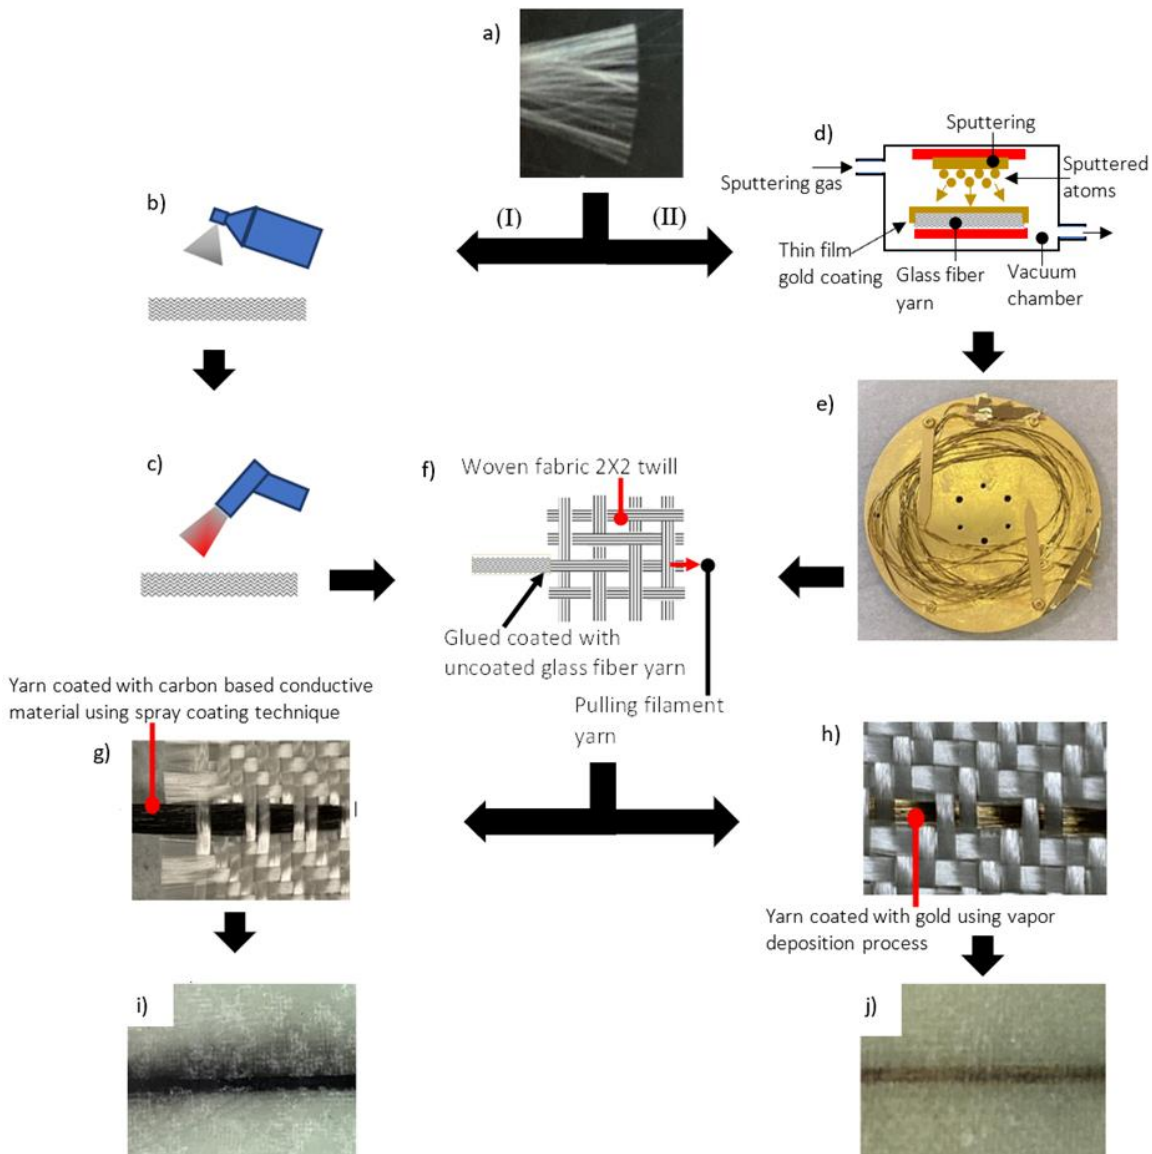 a)
(I)
(II)
b)
c)
d)
Sputtering
Sputtering gas
Sputtered
atoms
Thin film
gold coating
Glass fiber
yarn
Vacuum
chamber
e)
f)
Woven fabric 2X2 twill
Glued coated with
uncoated glass fiber yarn
Pulling filament
yarn
Yarn coated with carbon based conductive
material using spray coating technique
g)
h)
Yarn coated with gold using vapor
deposition process
i)
j)